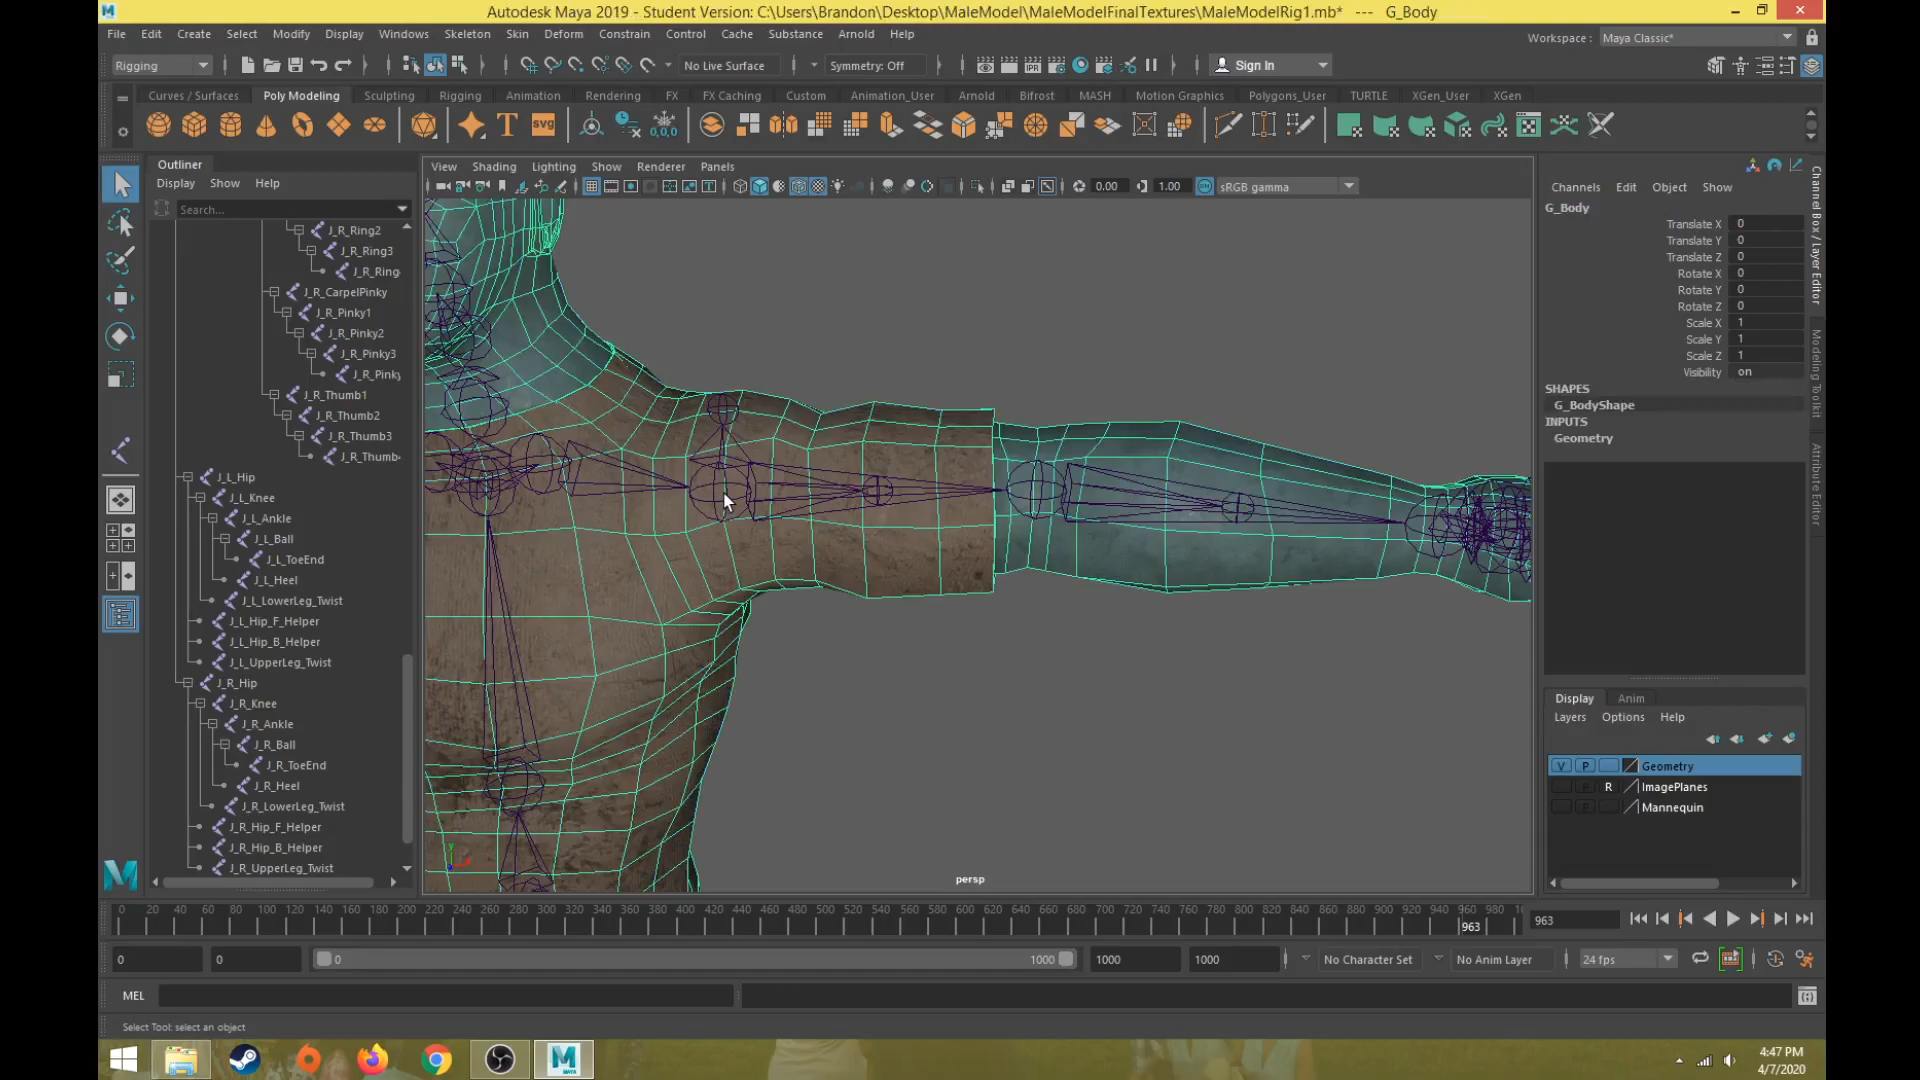 Autodesk Maya 2019 - Student Version: C:\Users\Brandon\Desktop\MaleModel\MaleModelFinalTextures\MaleModelRig1.mb* --- G_Body
File Edit Create Select Modify Display Windows Skeleton Skin Deform Constrain Control Cache Substance Arnold Help
Workspace : Maya Classic*
Rigging No Live Surface Symmetry: Off Sign In
Curves / Surfaces Poly Modeling Sculpting Rigging Animation Rendering FX FX Caching Custom Animation_User Arnold Bifrost MASH Motion Graphics Polygons_User TURTLE XGen_User XGen
Outliner
Display Show Help
Search...
J_R_Ring2
J_R_Ring3
J_R_Ring
J_R_CarpelPinky
J_R_Pinky1
J_R_Pinky2
J_R_Pinky3
J_R_Pinky
J_R_Thumb1
J_R_Thumb2
J_R_Thumb3
J_R_Thumb
J_L_Hip
J_L_Knee
J_L_Ankle
J_L_Ball
J_L_ToeEnd
J_L_Heel
J_L_LowerLeg_Twist
J_L_Hip_F_Helper
J_L_Hip_B_Helper
J_L_UpperLeg_Twist
J_R_Hip
J_R_Knee
J_R_Ankle
J_R_Ball
J_R_ToeEnd
J_R_Heel
J_R_LowerLeg_Twist
J_R_Hip_F_Helper
J_R_Hip_B_Helper
J_R_UpperLeg_Twist
View Shading Lighting Show Renderer Panels
0.00 1.00 sRGB gamma
persp
Channels Edit Object Show
G_Body
Translate X 0
Translate Y 0
Translate Z 0
Rotate X 0
Rotate Y 0
Rotate Z 0
Scale X 1
Scale Y 1
Scale Z 1
Visibility on
SHAPES
G_BodyShape
INPUTS
Geometry
Channel Box / Layer Editor
Modeling Toolkit
Attribute Editor
Display Anim
Layers Options Help
V P Geometry
R ImagePlanes
Mannequin
0 20 40 60 80 100 120 140 160 180 200 220 240 260 280 300 320 340 360 380 400 420 440 460 480 500 520 540 560 580 600 620 640 660 680 700 720 740 760 780 800 820 840 860 880 900 920 940 960 980
963
963
0 0 0 1000 1000 1000 No Character Set No Anim Layer 24 fps
MEL
Select Tool: select an object
4:47 PM
4/7/2020